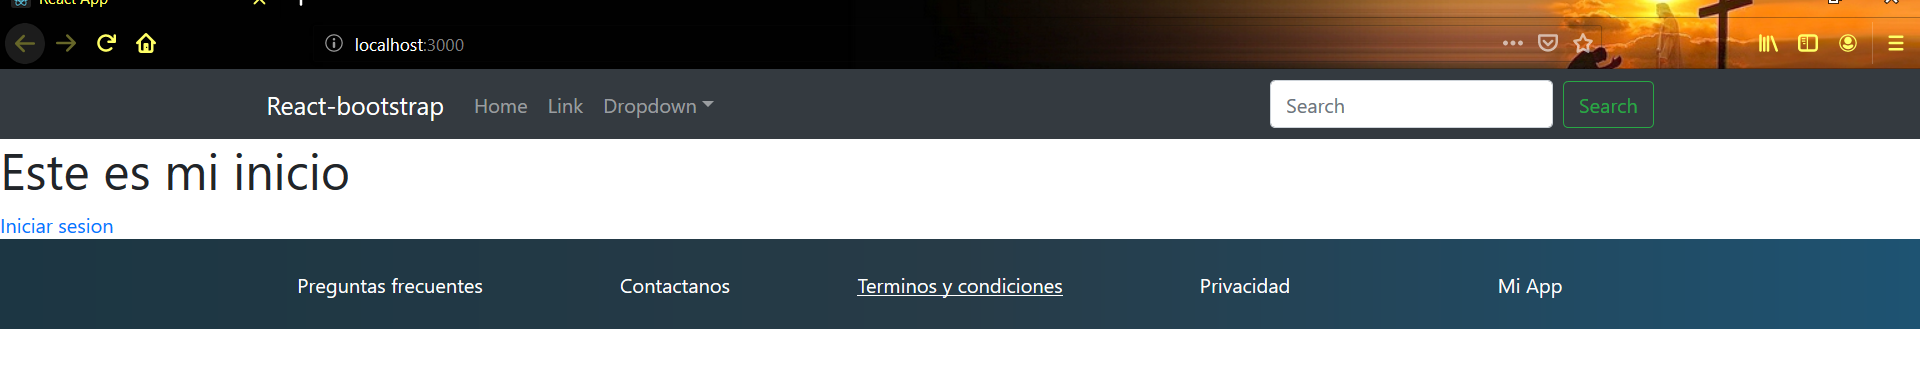 React App
localhost:3000
React-bootstrap Home Link Dropdown Search Search
Este es mi inicio
Iniciar sesion
Preguntas frecuentes Contactanos Terminos y condiciones Privacidad Mi App